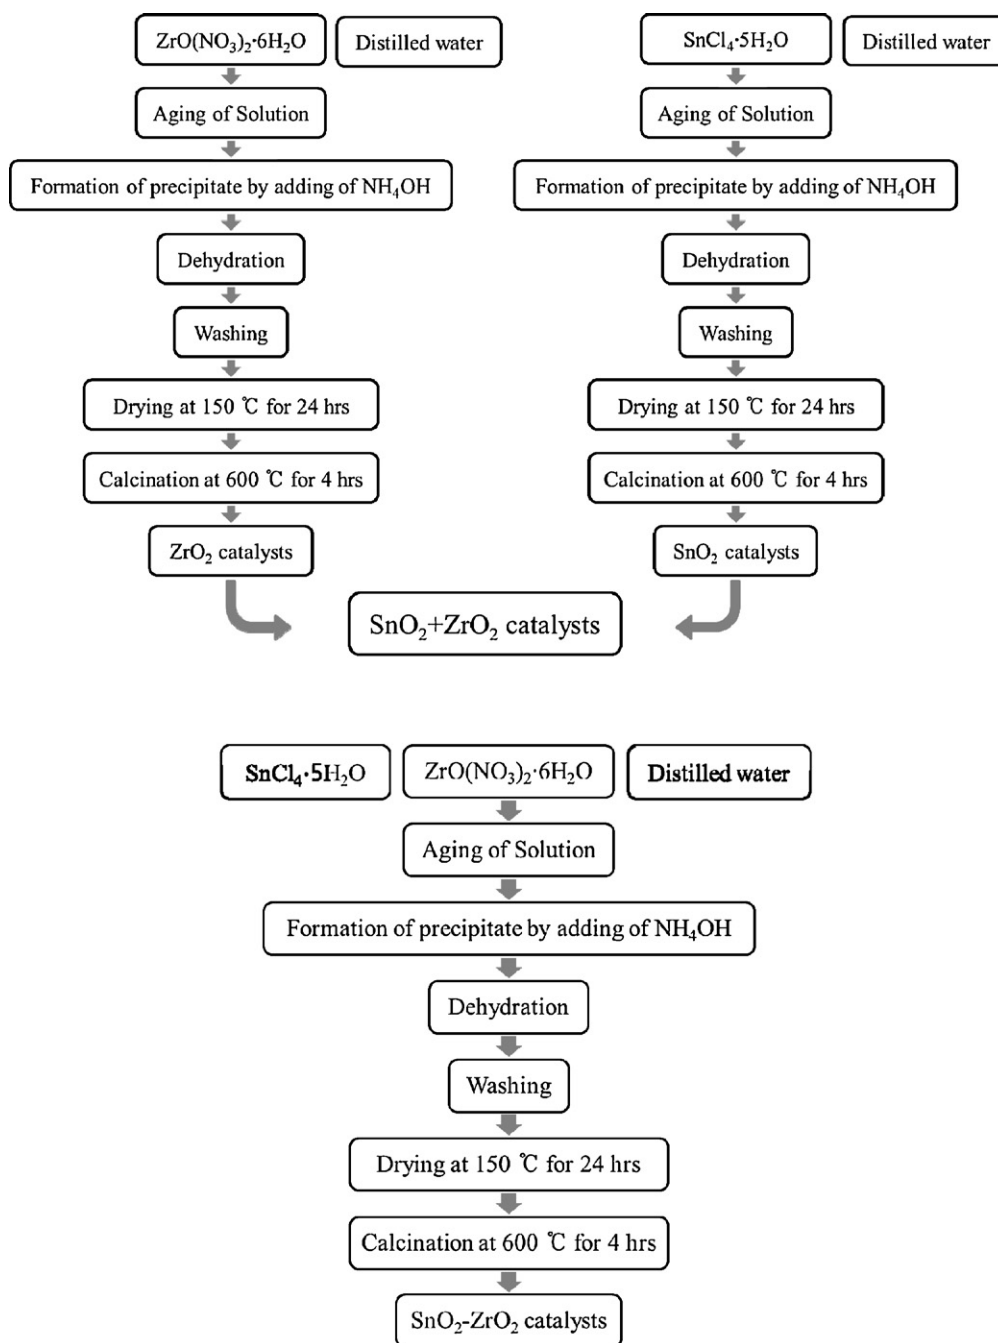 ZrO(NO₃)₂·6H₂O
Distilled water
Aging of Solution
Formation of precipitate by adding of NH₄OH
Dehydration
Washing
Drying at 150 ℃ for 24 hrs
Calcination at 600 ℃ for 4 hrs
ZrO₂ catalysts
SnCl₄·5H₂O
Distilled water
Aging of Solution
Formation of precipitate by adding of NH₄OH
Dehydration
Washing
Drying at 150 ℃ for 24 hrs
Calcination at 600 ℃ for 4 hrs
SnO₂ catalysts
SnO₂+ZrO₂ catalysts
SnCl₄·5H₂O
ZrO(NO₃)₂·6H₂O
Distilled water
Aging of Solution
Formation of precipitate by adding of NH₄OH
Dehydration
Washing
Drying at 150 ℃ for 24 hrs
Calcination at 600 ℃ for 4 hrs
SnO₂-ZrO₂ catalysts